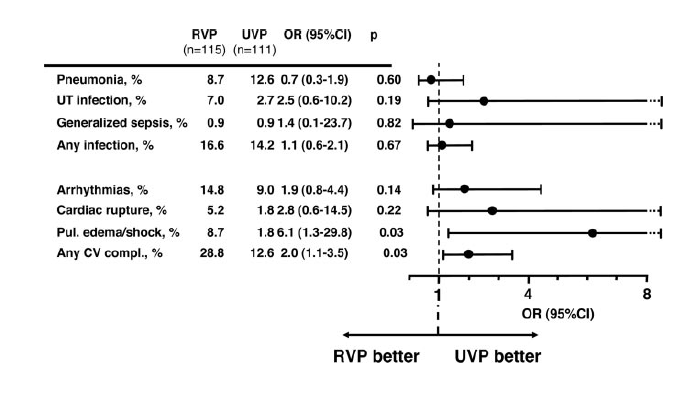 RVP UVP OR (95%CI) p
(n=115) (n=111)
Pneumonia, % 8.7 12.6 0.7 (0.3-1.9) 0.60
UT infection, % 7.0 2.7 2.5 (0.6-10.2) 0.19
Generalized sepsis, % 0.9 0.9 1.4 (0.1-23.7) 0.82
Any infection, % 16.6 14.2 1.1 (0.6-2.1) 0.67
Arrhythmias, % 14.8 9.0 1.9 (0.8-4.4) 0.14
Cardiac rupture, % 5.2 1.8 2.8 (0.6-14.5) 0.22
Pul. edema/shock, % 8.7 1.8 6.1 (1.3-29.8) 0.03
Any CV compl., % 28.8 12.6 2.0 (1.1-3.5) 0.03
1 4 8
OR (95%CI)
RVP better UVP better